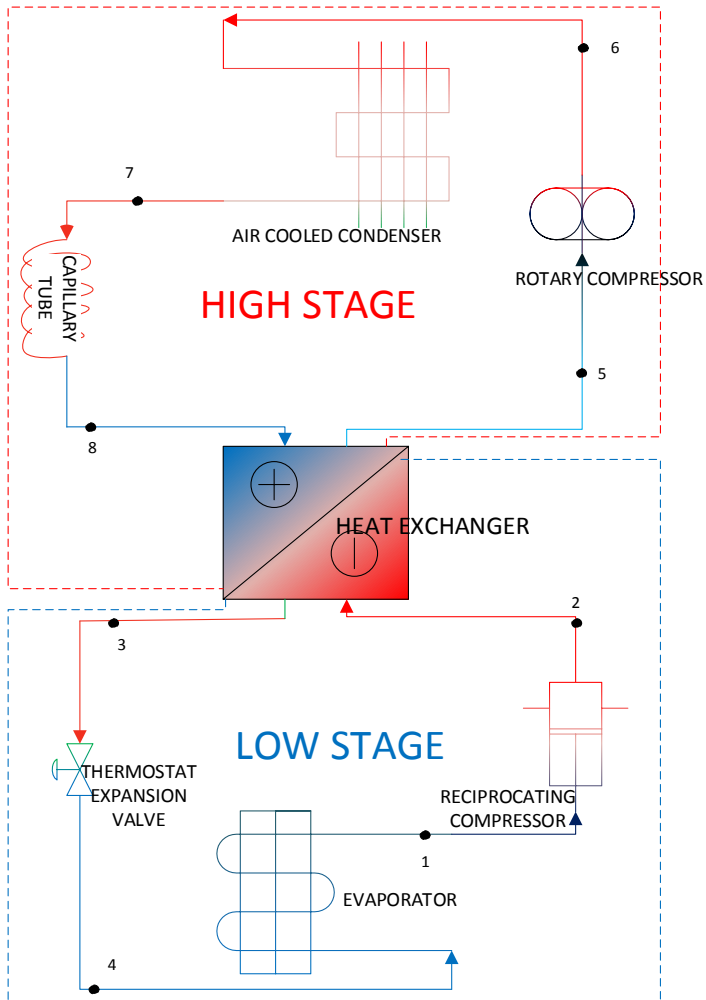 6
7
AIR COOLED CONDENSER
CAPILLARY
TUBE
ROTARY COMPRESSOR
HIGH STAGE
5
8
HEAT EXCHANGER
2
3
LOW STAGE
THERMOSTAT
EXPANSION
VALVE
RECIPROCATING
COMPRESSOR
1
EVAPORATOR
4